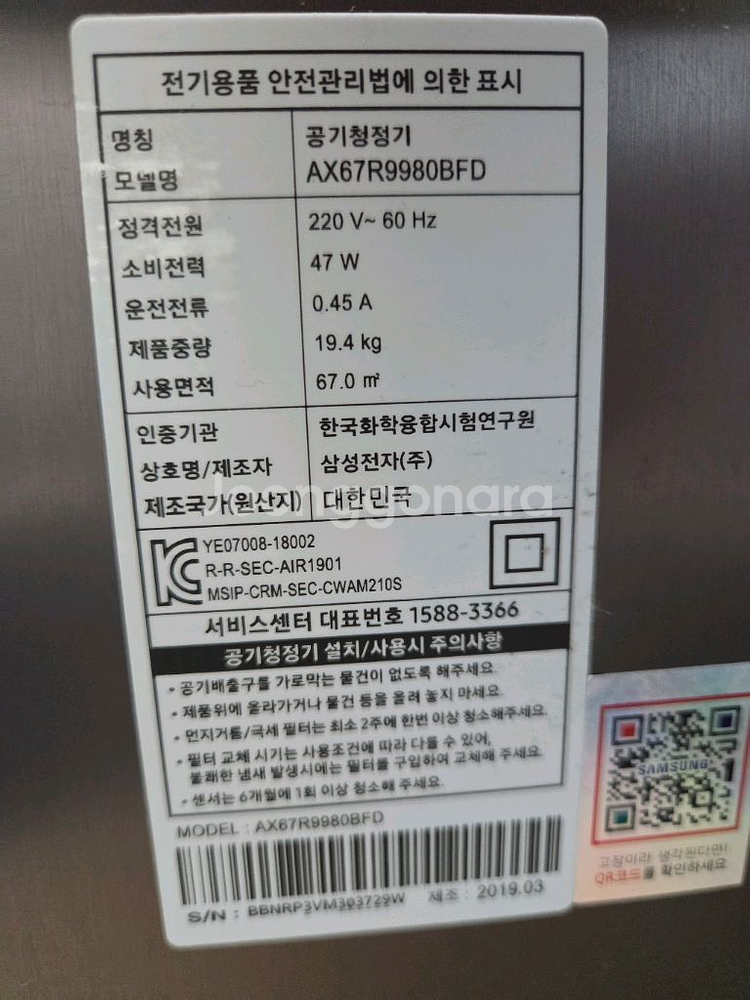 전기용품 안전관리법에 의한 표시
명칭 공기청정기
모델명 AX67R9980BFD
정격전원 220 V~ 60 Hz
소비전력 47 W
운전전류 0.45 A
제품중량 19.4 kg
사용면적 67.0 ㎡
인증기관 한국화학융합시험연구원
상호명/제조자 삼성전자(주)
제조국가(원산지) 대한민국
Joonggonara
YE07008-18002
R-R-SEC-AIR1901
MSIP-CRM-SEC-CWAM210S
서비스센터 대표번호 1588-3366
공기청정기 설치/사용시 주의사항
• 공기배출구를 가로막는 물건이 없도록 해주세요.
• 제품위에 올라가거나 물건 등을 올려 놓지 마세요.
• 먼지거름/극세 필터는 최소 2주에 한번 이상 청소해주세요.
• 필터 교체 시기는 사용조건에 따라 다를 수 있어,
불쾌한 냄새 발생시에는 필터를 구입하여 교체해 주세요.
• 센서는 6개월에 1회 이상 청소해 주세요.
MODEL : AX67R9980BFD
S/N : BBNRP3VM303729W 제조 : 2019.03
SAMSUNG
고장이라 생각된다면!
QR코드를 확인하세요